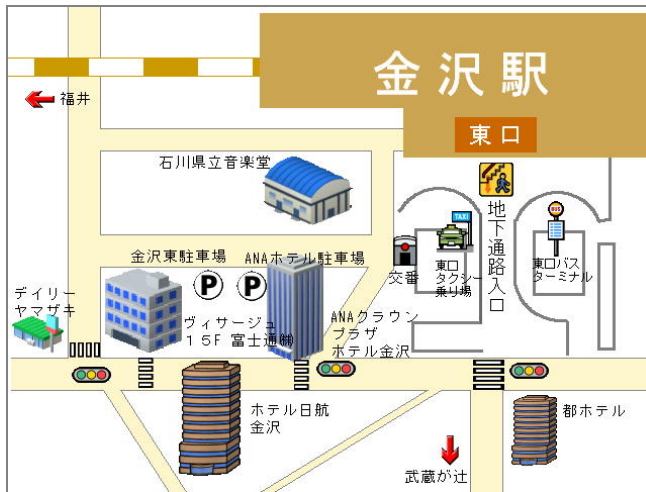 金沢駅
東口
福井
石川県立音楽堂
地下通路入口
TAXI
BUS
金沢東駐車場
ANAホテル駐車場
P
P
交番
東口
タクシー
乗り場
東口バス
ターミナル
デイリー
ヤマザキ
ヴィサージュ
15F 富士通㈱
ANAクラウン
プラザ
ホテル金沢
ホテル日航
金沢
都ホテル
武蔵が辻